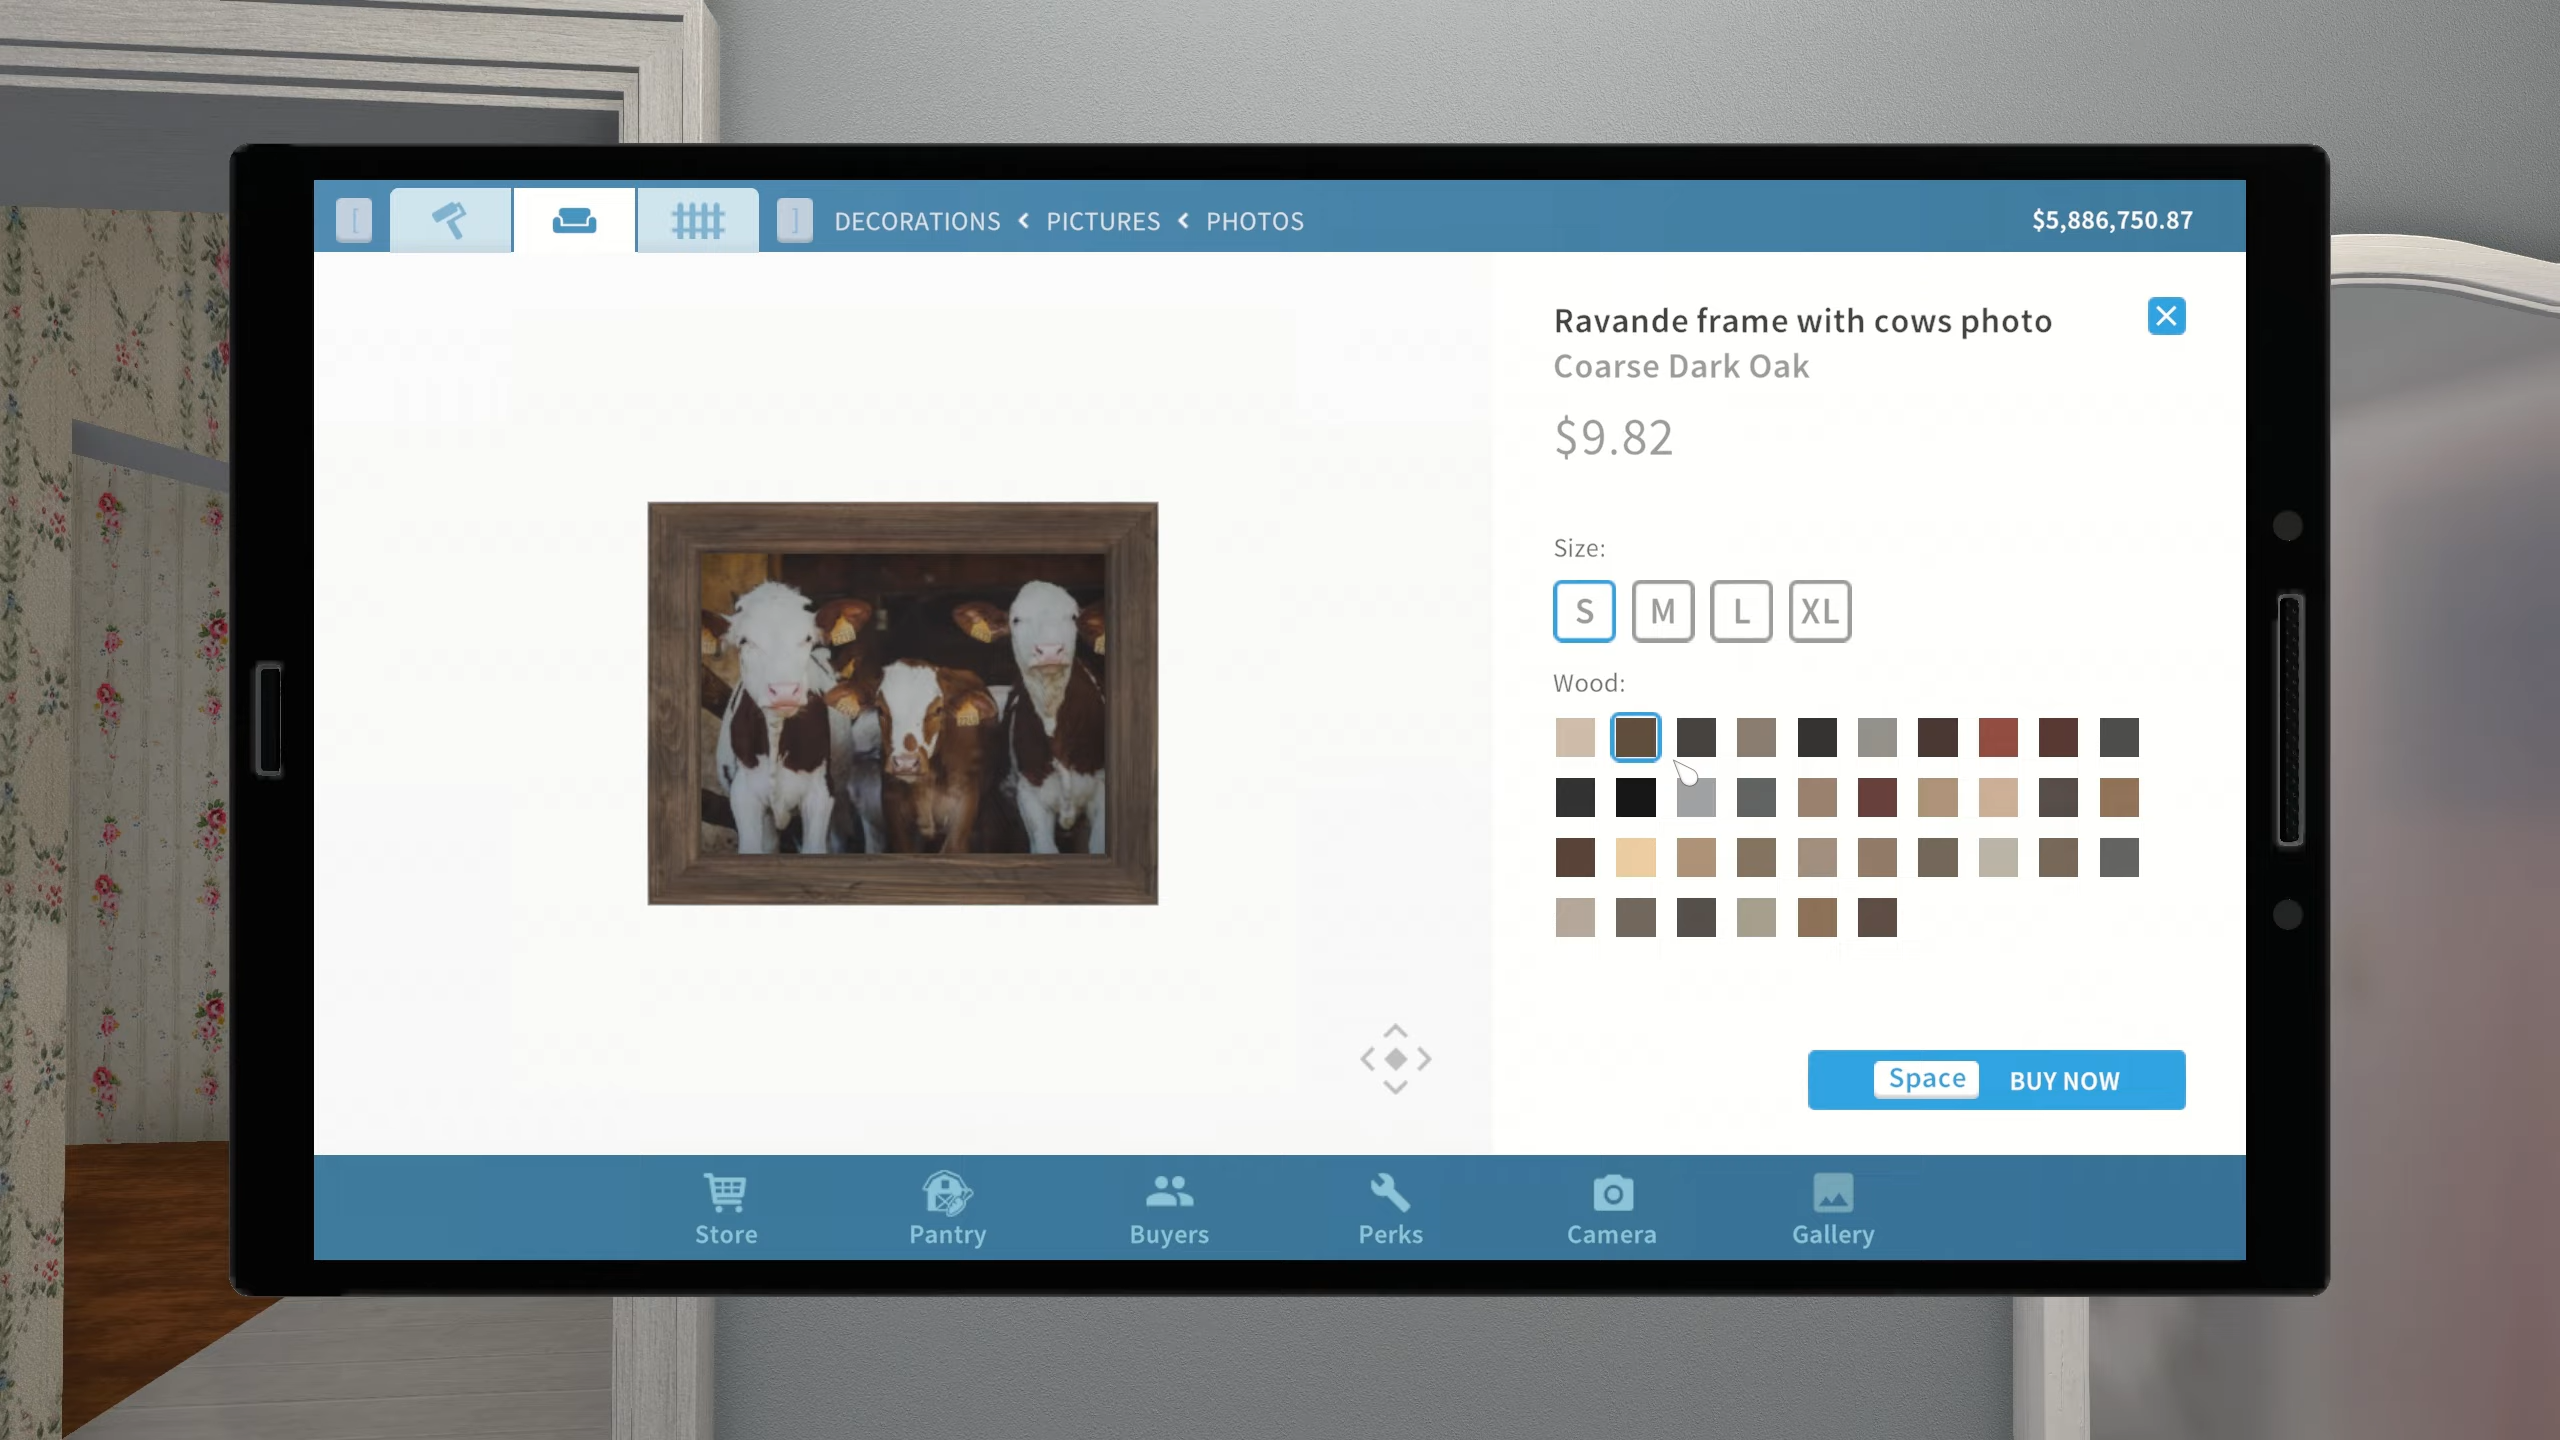 [
]
DECORATIONS < PICTURES < PHOTOS
$5,886,750.87
Ravande frame with cows photo
Coarse Dark Oak
$9.82
Size:
S M L XL
Wood:
Space BUY NOW
Store Pantry Buyers Perks Camera Gallery